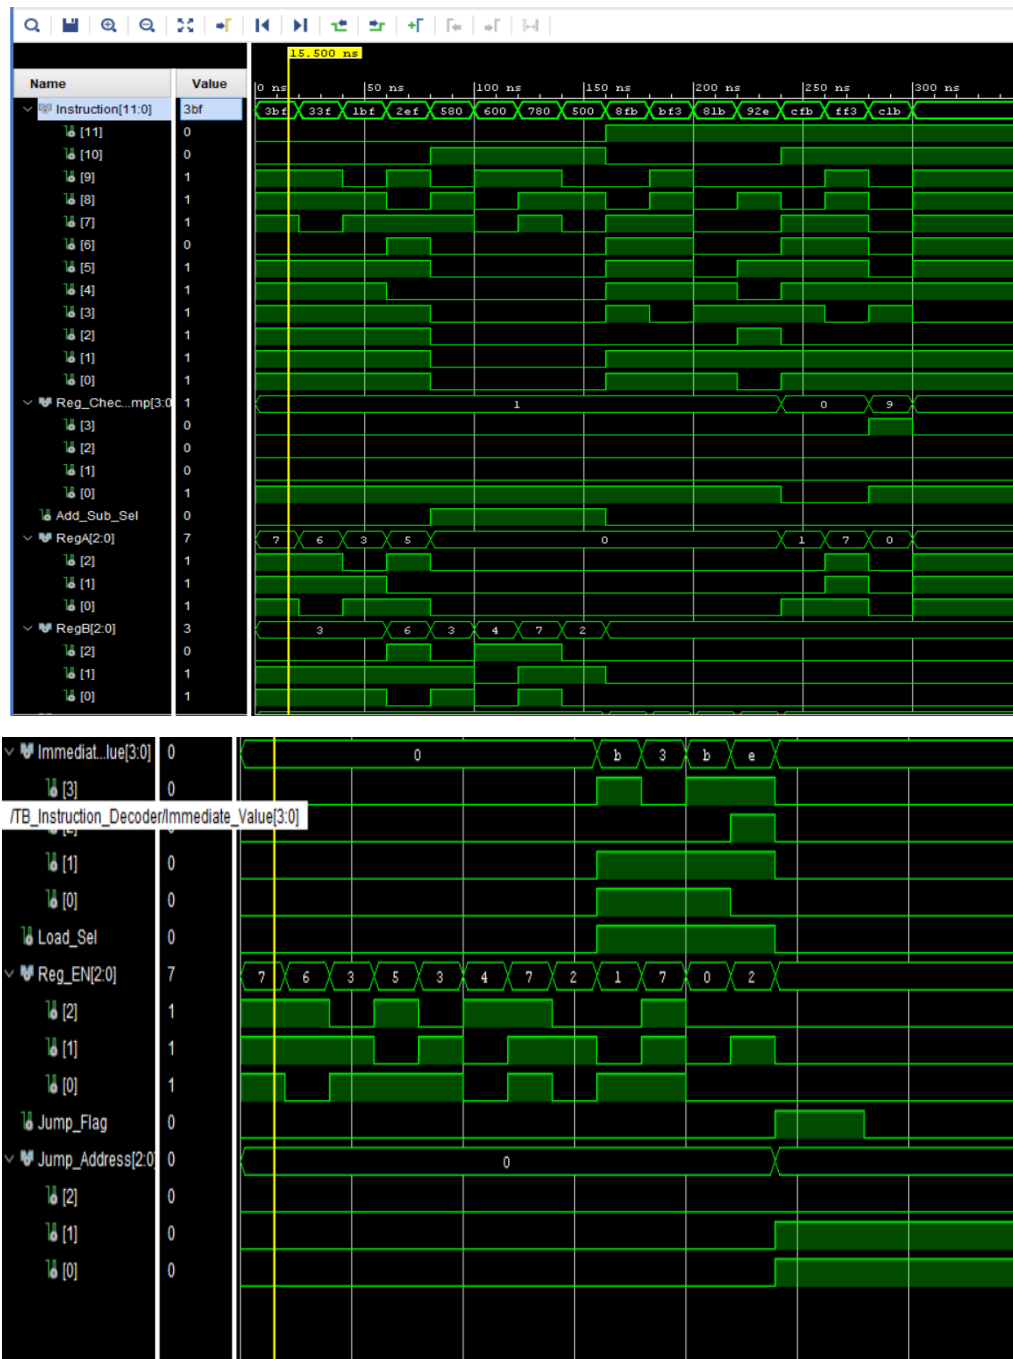 15.500 ns
Name Value 0 ns 50 ns 100 ns 150 ns 200 ns 250 ns 300 ns
Instruction[11:0] 3bf 3bf 33f 1bf 2ef 580 600 780 500 8fb bf3 81b 92e cfb ff3 c1b
[11] 1
[10] 0
[9] 1
[8] 1
[7] 1
[6] 0
[5] 1
[4] 1
[3] 1
[2] 1
[1] 1
[0] 1
Reg_Chec...mp[3:0 1 1 0 9
[3] 0
[2] 0
[1] 0
[0] 1
Add_Sub_Sel 0
RegA[2:0] 7 7 6 3 5 0 1 7 0
[2] 1
[1] 1
[0] 1
RegB[2:0] 3 3 6 3 4 7 2
[2] 0
[1] 1
[0] 1
Immediat...lue[3:0] 0 0 b 3 b e
[3] 0
/TB_Instruction_Decoder/Immediate_Value[3:0]
[1] 0
[0] 0
Load_Sel 0
Reg_EN[2:0] 7 7 6 3 5 3 4 7 2 1 7 0 2
[2] 1
[1] 1
[0] 1
Jump_Flag 0
Jump_Address[2:0 0 0
[2] 0
[1] 0
[0] 0